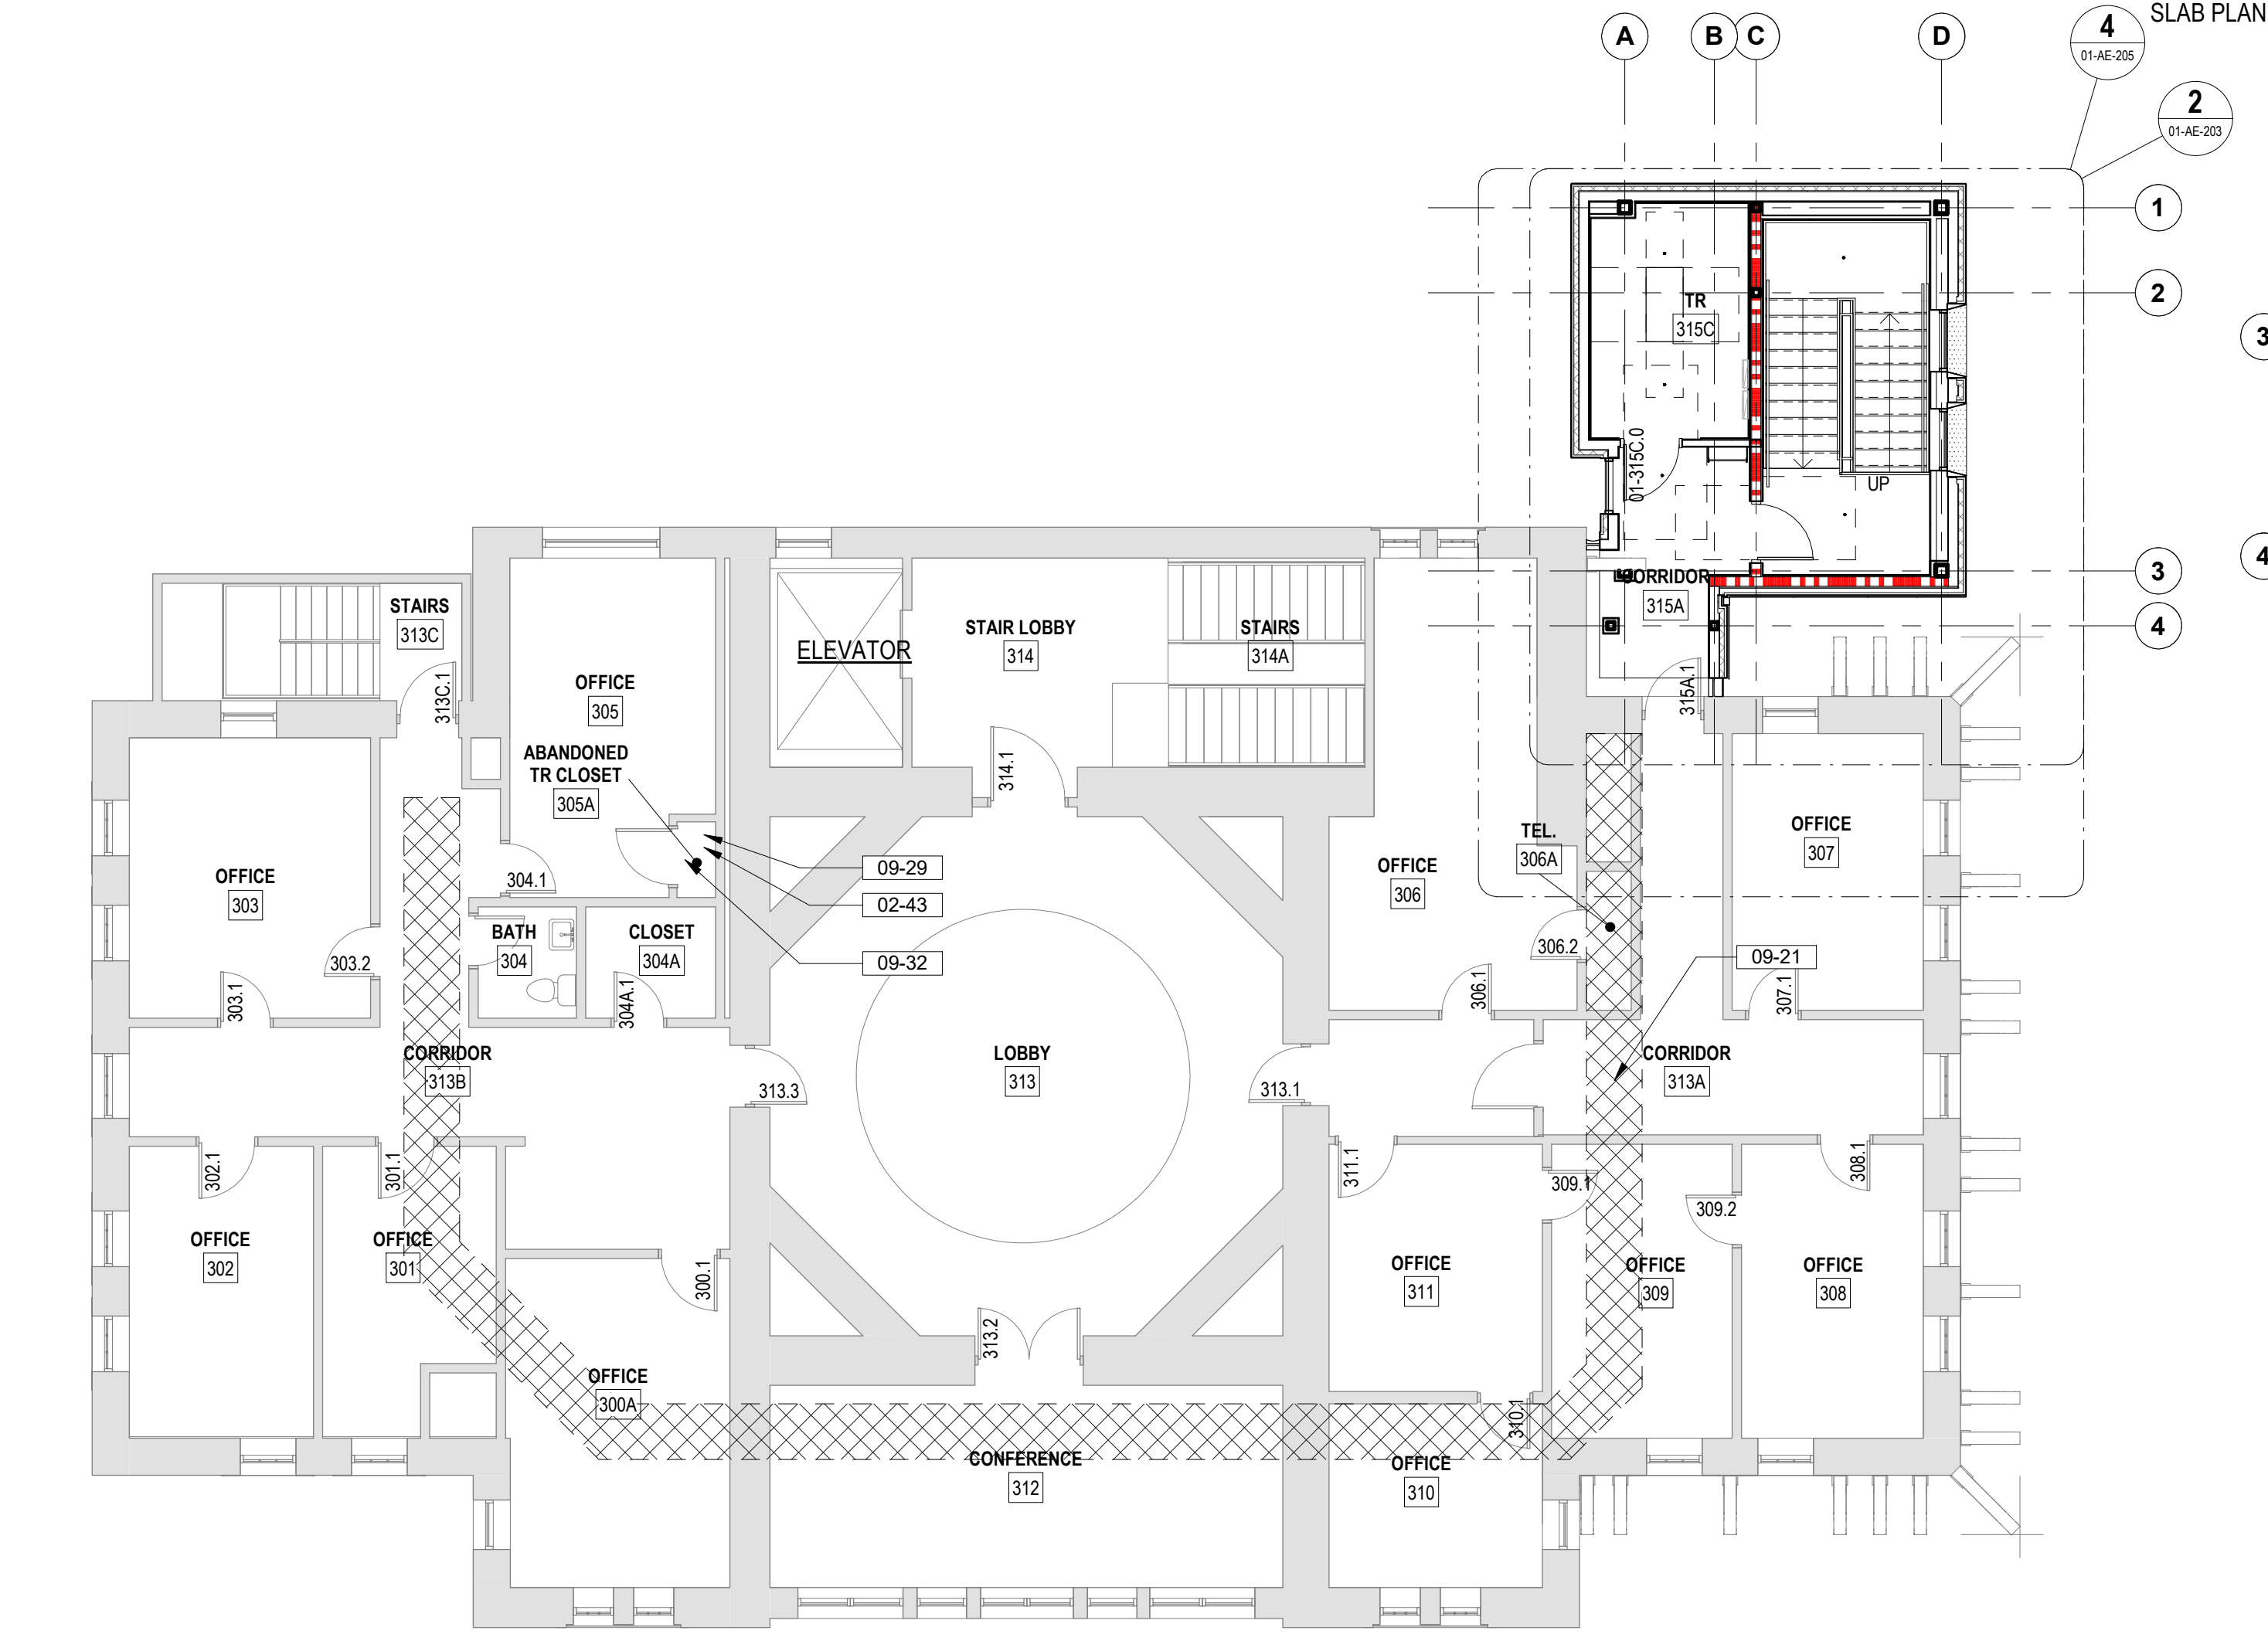 SLAB PLAN
A
B
C
D
4
01-AE-205
2
01-AE-203
1
2
3
4
3
4
TR
315C
01-315C.0
UP
CORRIDOR
315A
315A.1
STAIRS
313C
313C.1
OFFICE
305
ABANDONED
TR CLOSET
305A
ELEVATOR
STAIR LOBBY
314
STAIRS
314A
314.1
09-29
02-43
09-32
304.1
OFFICE
303
303.1
303.2
BATH
304
CLOSET
304A
304A.1
OFFICE
306
TEL.
306A
306.1
306.2
OFFICE
307
307.1
09-21
CORRIDOR
313B
313.3
LOBBY
313
313.1
CORRIDOR
313A
302.1
301.1
311.1
309.1
309.2
308.1
OFFICE
302
OFFICE
301
300.1
OFFICE
311
OFFICE
309
OFFICE
308
313.2
OFFICE
300A
310.1
CONFERENCE
312
OFFICE
310